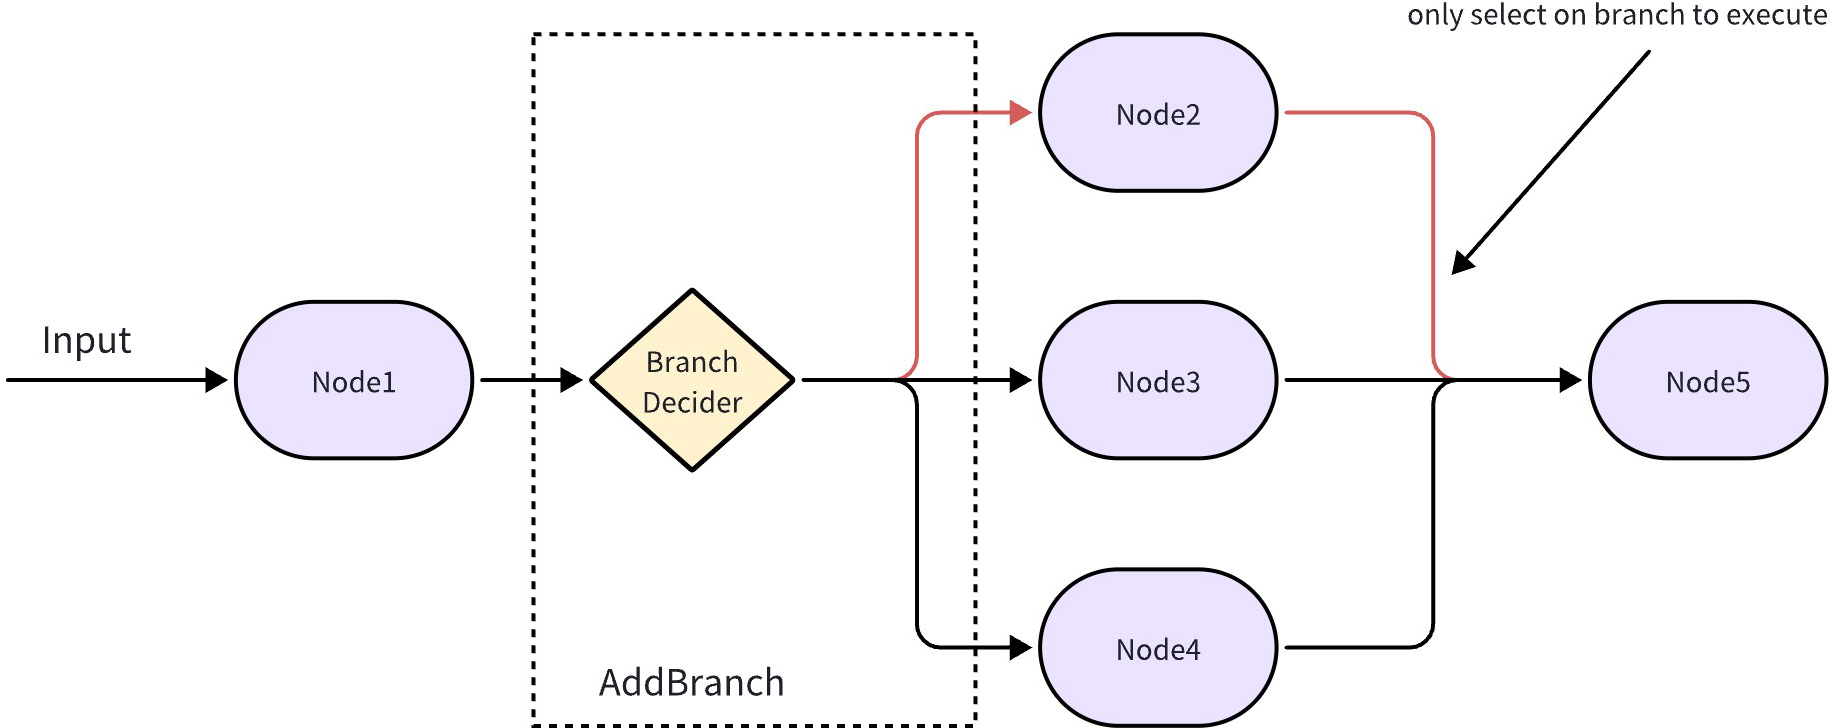 only select on branch to execute
Node2
Input
Node1
Branch
Decider
Node3
Node5
Node4
AddBranch